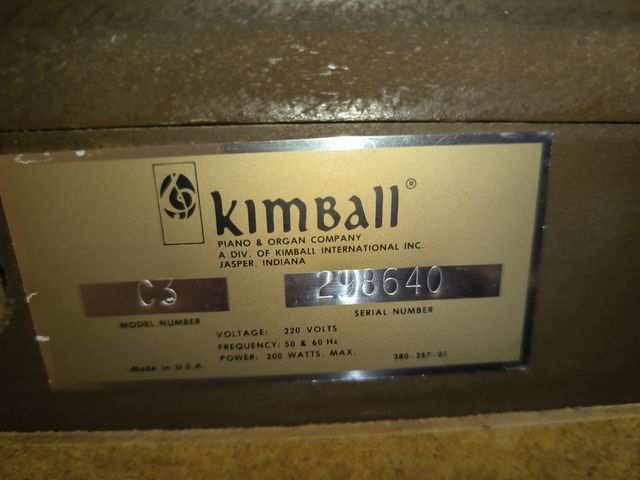 KIMBALL®
PIANO & ORGAN COMPANY
A DIV. OF KIMBALL INTERNATIONAL INC.
JASPER, INDIANA
C3 298640
MODEL NUMBER SERIAL NUMBER
VOLTAGE: 220 VOLTS
FREQUENCY: 50 & 60 Hz
POWER: 200 WATTS. MAX. 380-257-01
Made in U.S.A.